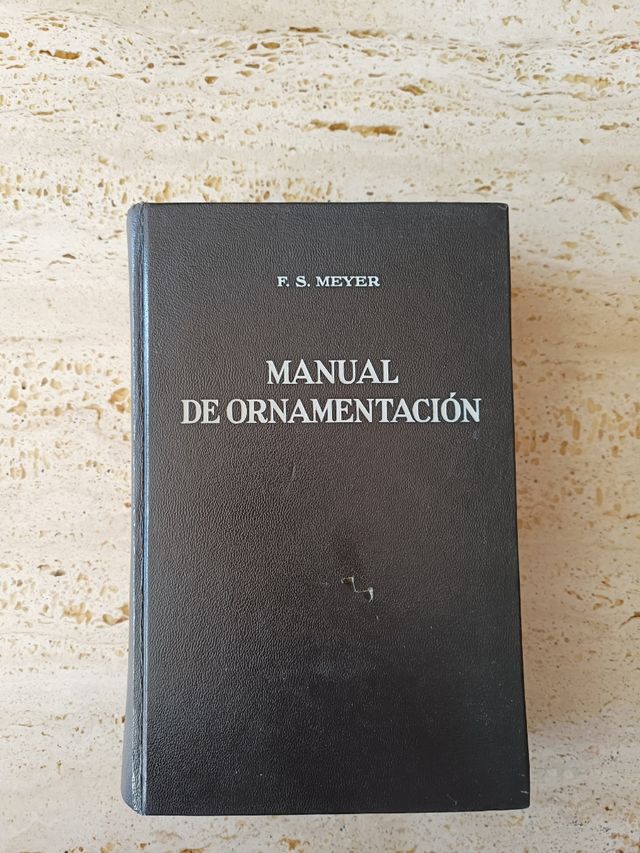 F. S. MEYER
MANUAL
DE ORNAMENTACIÓN